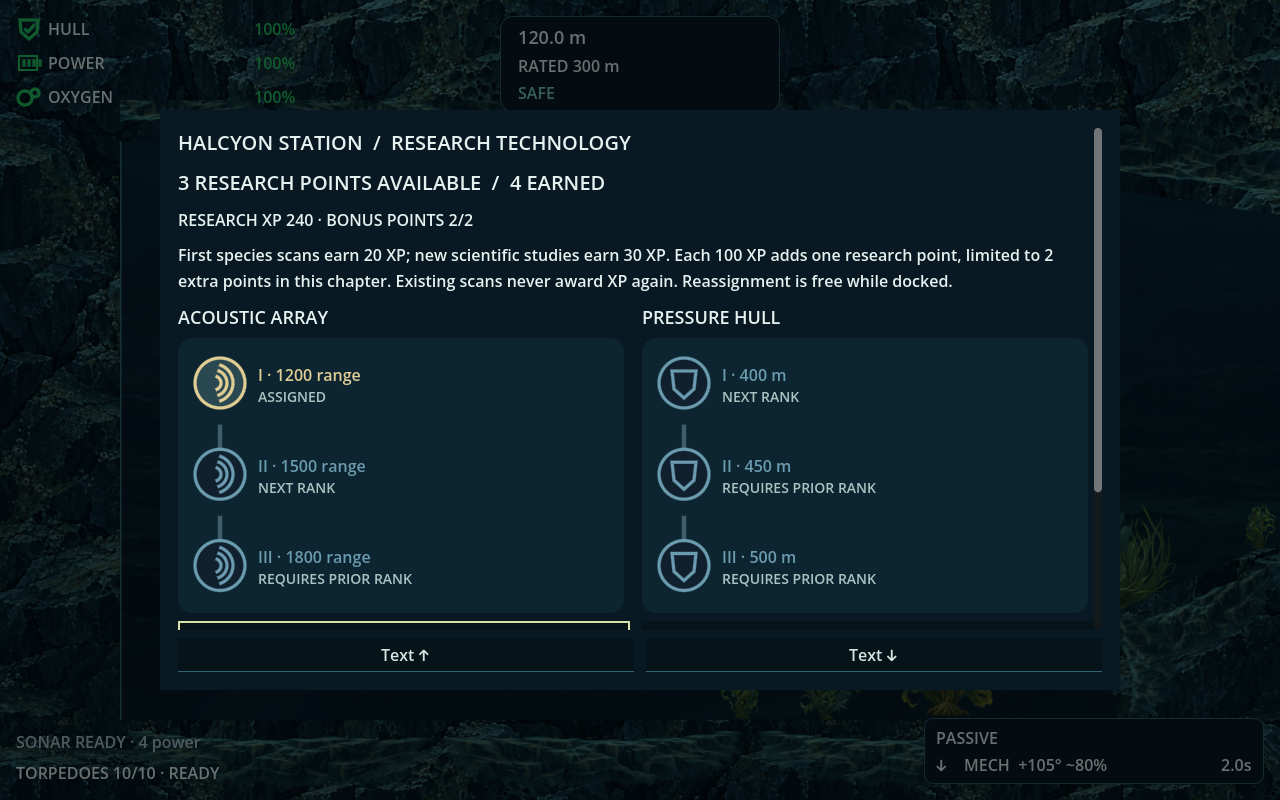 HULL 100%
POWER 100%
OXYGEN 100%
120.0 m
RATED 300 m
SAFE
HALCYON STATION / RESEARCH TECHNOLOGY
3 RESEARCH POINTS AVAILABLE / 4 EARNED
RESEARCH XP 240 · BONUS POINTS 2/2
First species scans earn 20 XP; new scientific studies earn 30 XP. Each 100 XP adds one research point, limited to 2
extra points in this chapter. Existing scans never award XP again. Reassignment is free while docked.
ACOUSTIC ARRAY
I · 1200 range
ASSIGNED
II · 1500 range
NEXT RANK
III · 1800 range
REQUIRES PRIOR RANK
PRESSURE HULL
I · 400 m
NEXT RANK
II · 450 m
REQUIRES PRIOR RANK
III · 500 m
REQUIRES PRIOR RANK
Text ↑
Text ↓
SONAR READY · 4 power
TORPEDOES 10/10 · READY
PASSIVE
↓ MECH +105° ~80% 2.0s